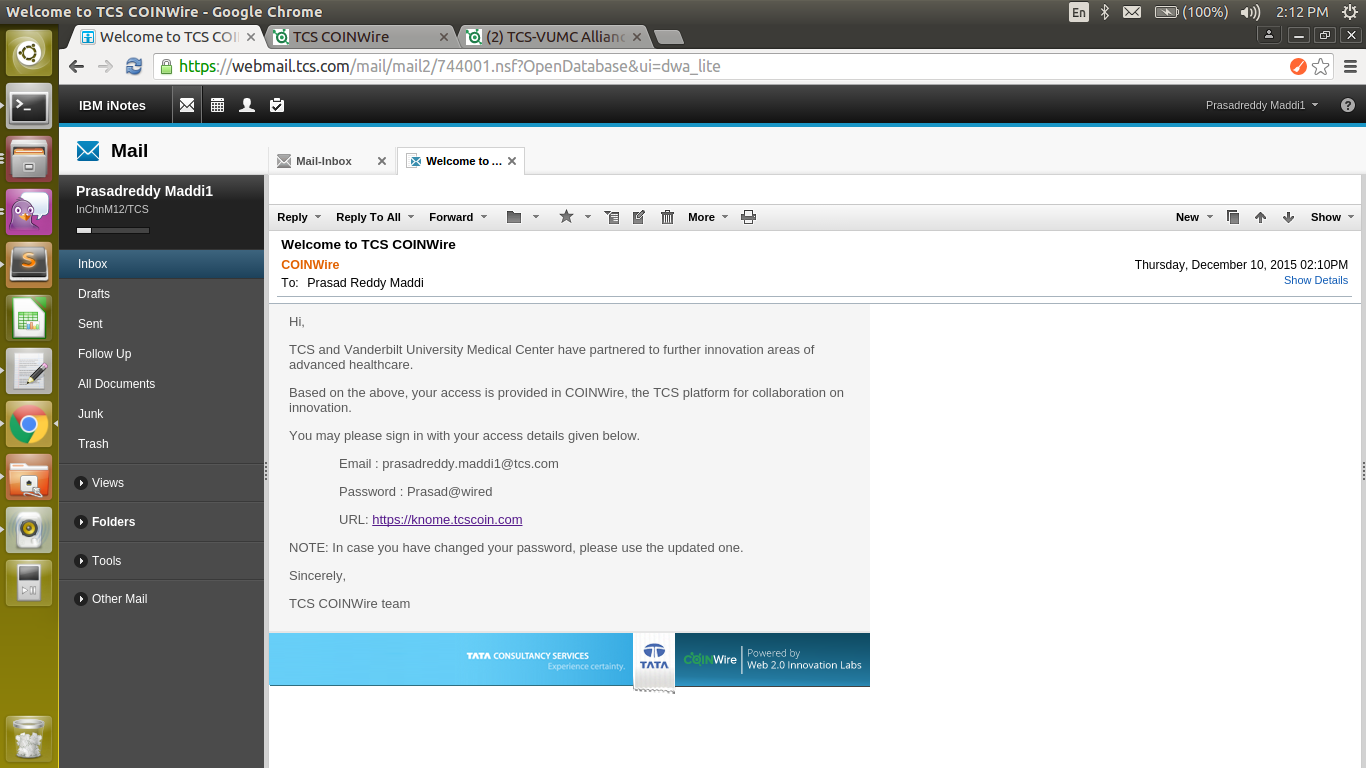 Welcome to TCS COINWire - Google Chrome
En (100%) 2:12 PM
Welcome to TCS COI TCS COINWire (2) TCS-VUMC Allianc
https://webmail.tcs.com/mail/mail2/744001.nsf?OpenDatabase&ui=dwa_lite
IBM iNotes Prasadreddy Maddi1 ?
Mail
Mail-Inbox Welcome to ...
Prasadreddy Maddi1
InChnM12/TCS
Inbox
Drafts
Sent
Follow Up
All Documents
Junk
Trash
Views
Folders
Tools
Other Mail
Reply Reply To All Forward More New Show
Welcome to TCS COINWire
COINWire Thursday, December 10, 2015 02:10PM
To: Prasad Reddy Maddi Show Details
Hi,
TCS and Vanderbilt University Medical Center have partnered to further innovation areas of
advanced healthcare.
Based on the above, your access is provided in COINWire, the TCS platform for collaboration on
innovation.
You may please sign in with your access details given below.
Email : prasadreddy.maddi1@tcs.com
Password : Prasad@wired
URL: https://knome.tcscoin.com
NOTE: In case you have changed your password, please use the updated one.
Sincerely,
TCS COINWire team
TATA CONSULTANCY SERVICES
Experience certainty.
TATA
COINWire
Powered by
Web 2.0 Innovation Labs